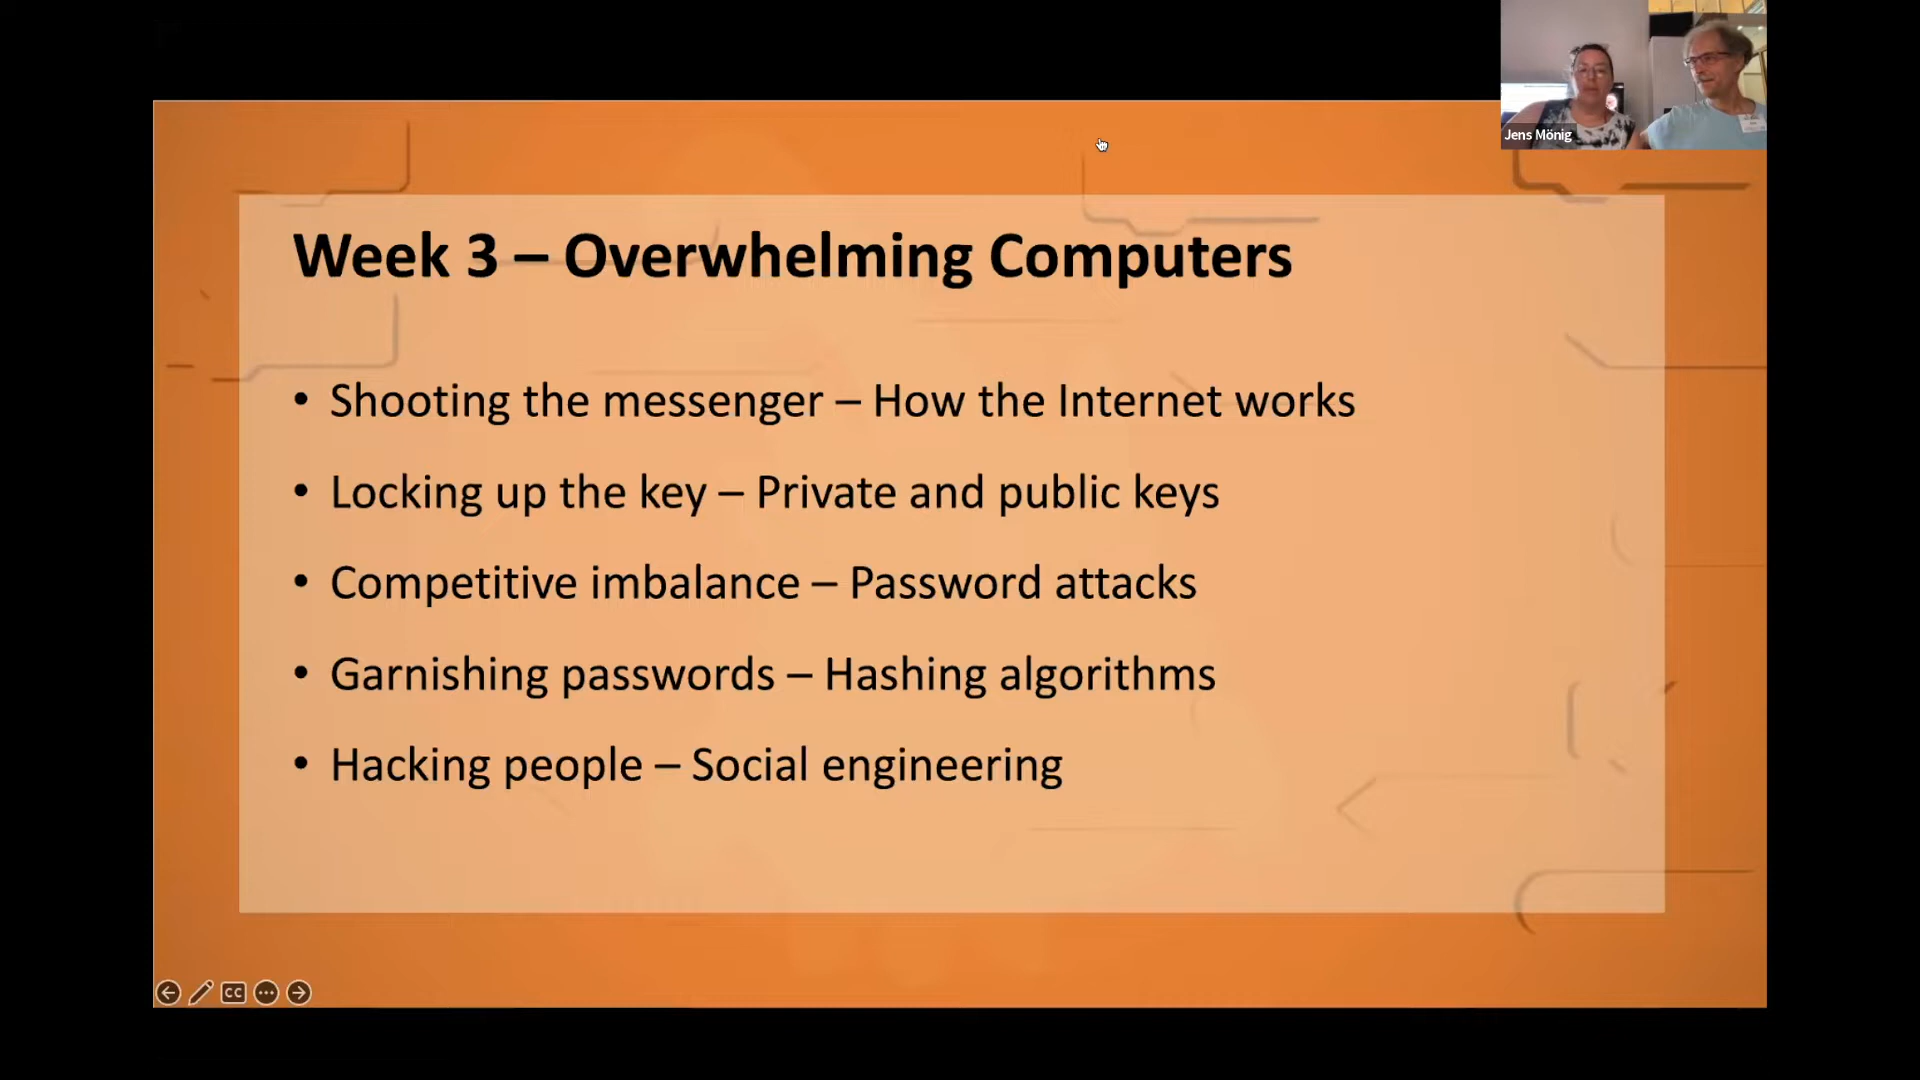 Jens Mönig
Week 3 – Overwhelming Computers
• Shooting the messenger – How the Internet works
• Locking up the key – Private and public keys
• Competitive imbalance – Password attacks
• Garnishing passwords – Hashing algorithms
• Hacking people – Social engineering
CC